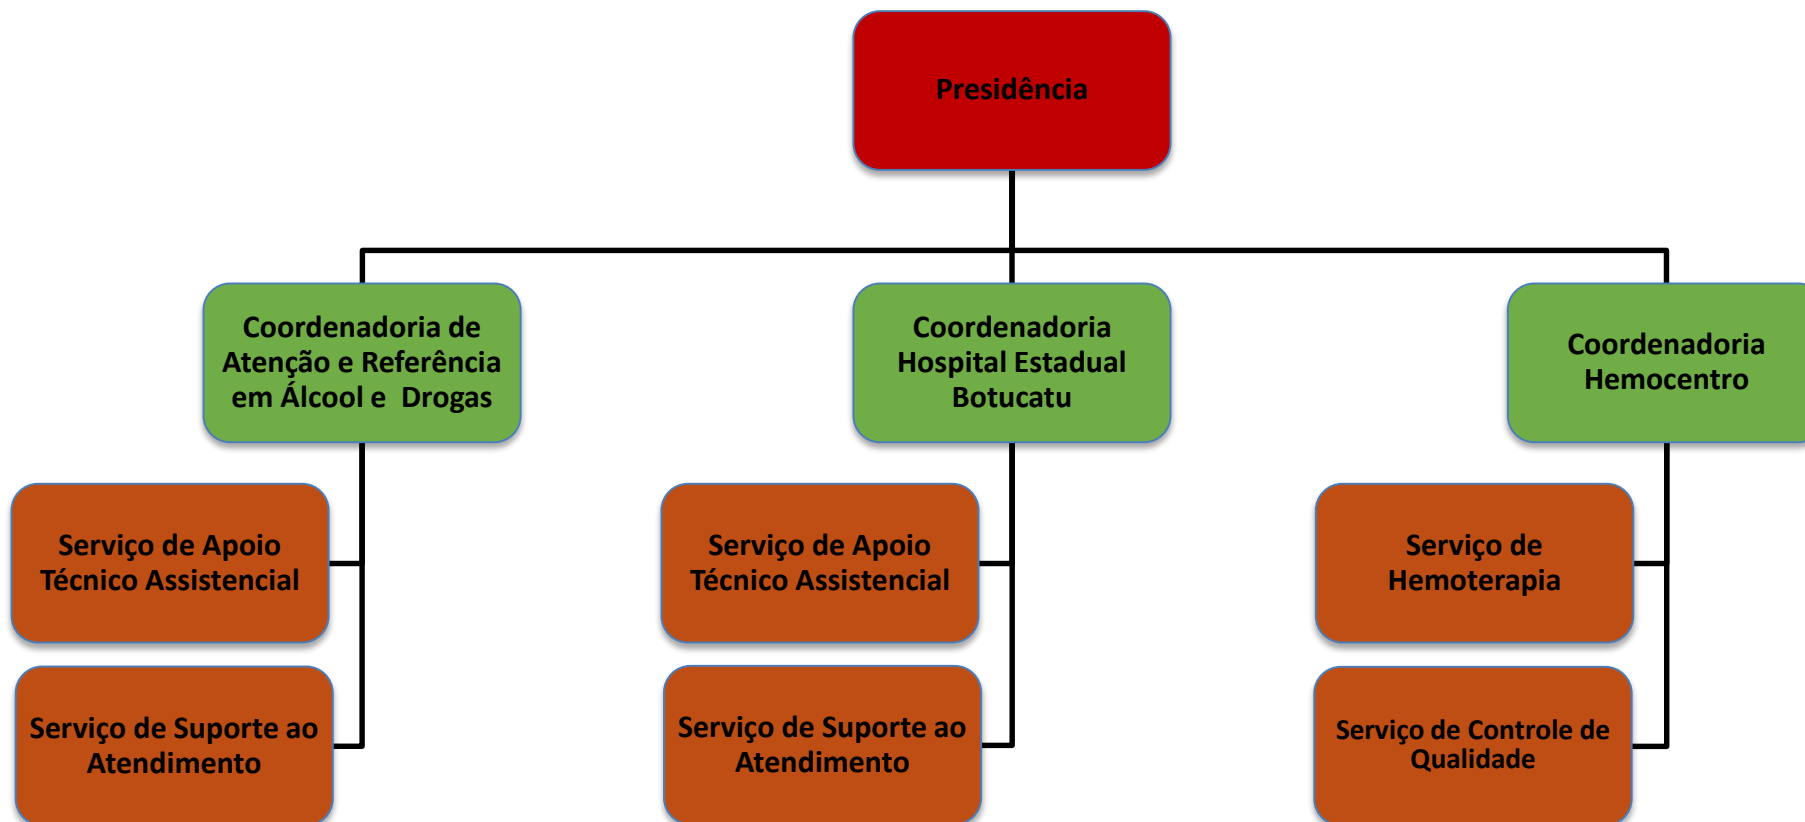 Presidência
Coordenadoria de
Atenção e Referência
em Álcool e  Drogas
Coordenadoria
Hospital Estadual
Botucatu
Coordenadoria
Hemocentro
Serviço de Apoio
Técnico Assistencial
Serviço de Apoio
Técnico Assistencial
Serviço de
Hemoterapia
Serviço de Suporte ao
Atendimento
Serviço de Suporte ao
Atendimento
Serviço de Controle de
Qualidade